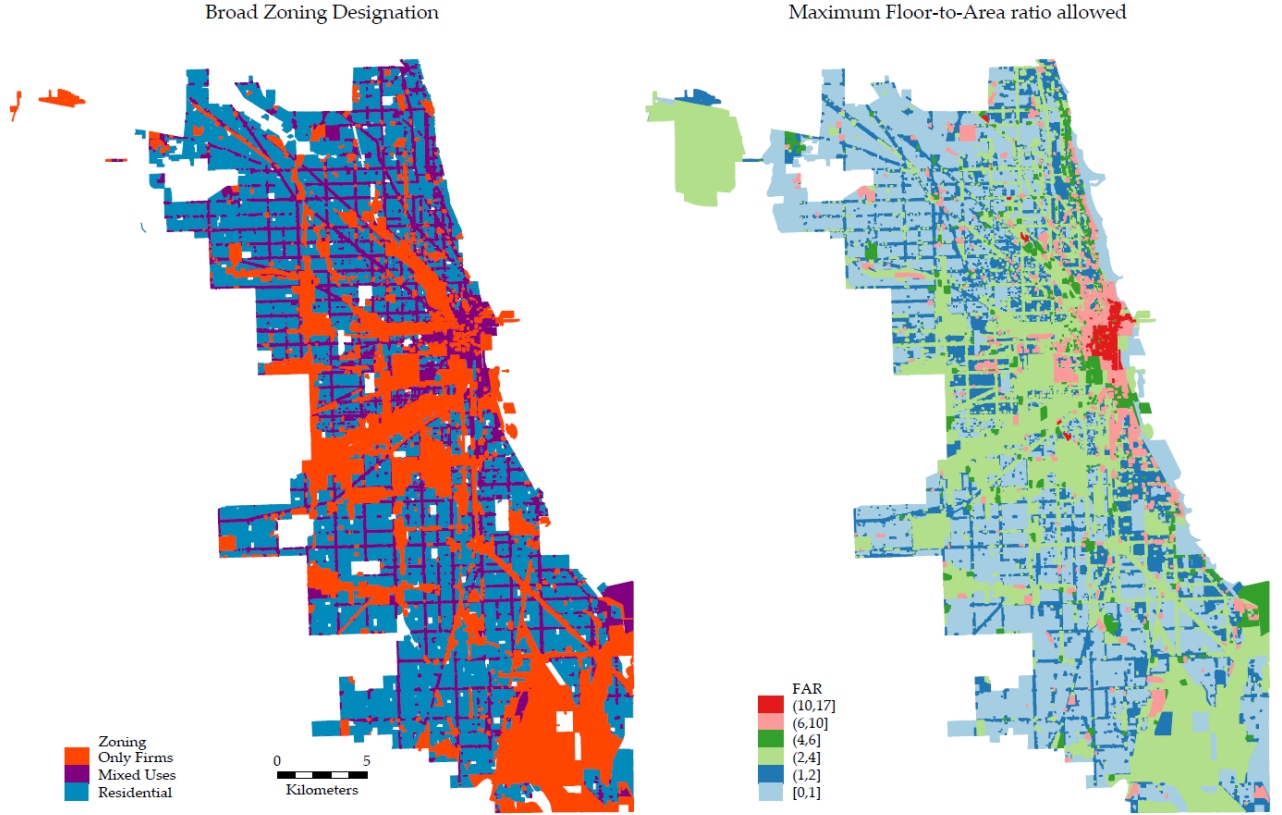 Broad Zoning Designation
Maximum Floor-to-Area ratio allowed
Zoning
Only Firms
Mixed Uses
Residential
0 5
Kilometers
FAR
(10,17]
(6,10]
(4,6]
(2,4]
(1,2]
[0,1]